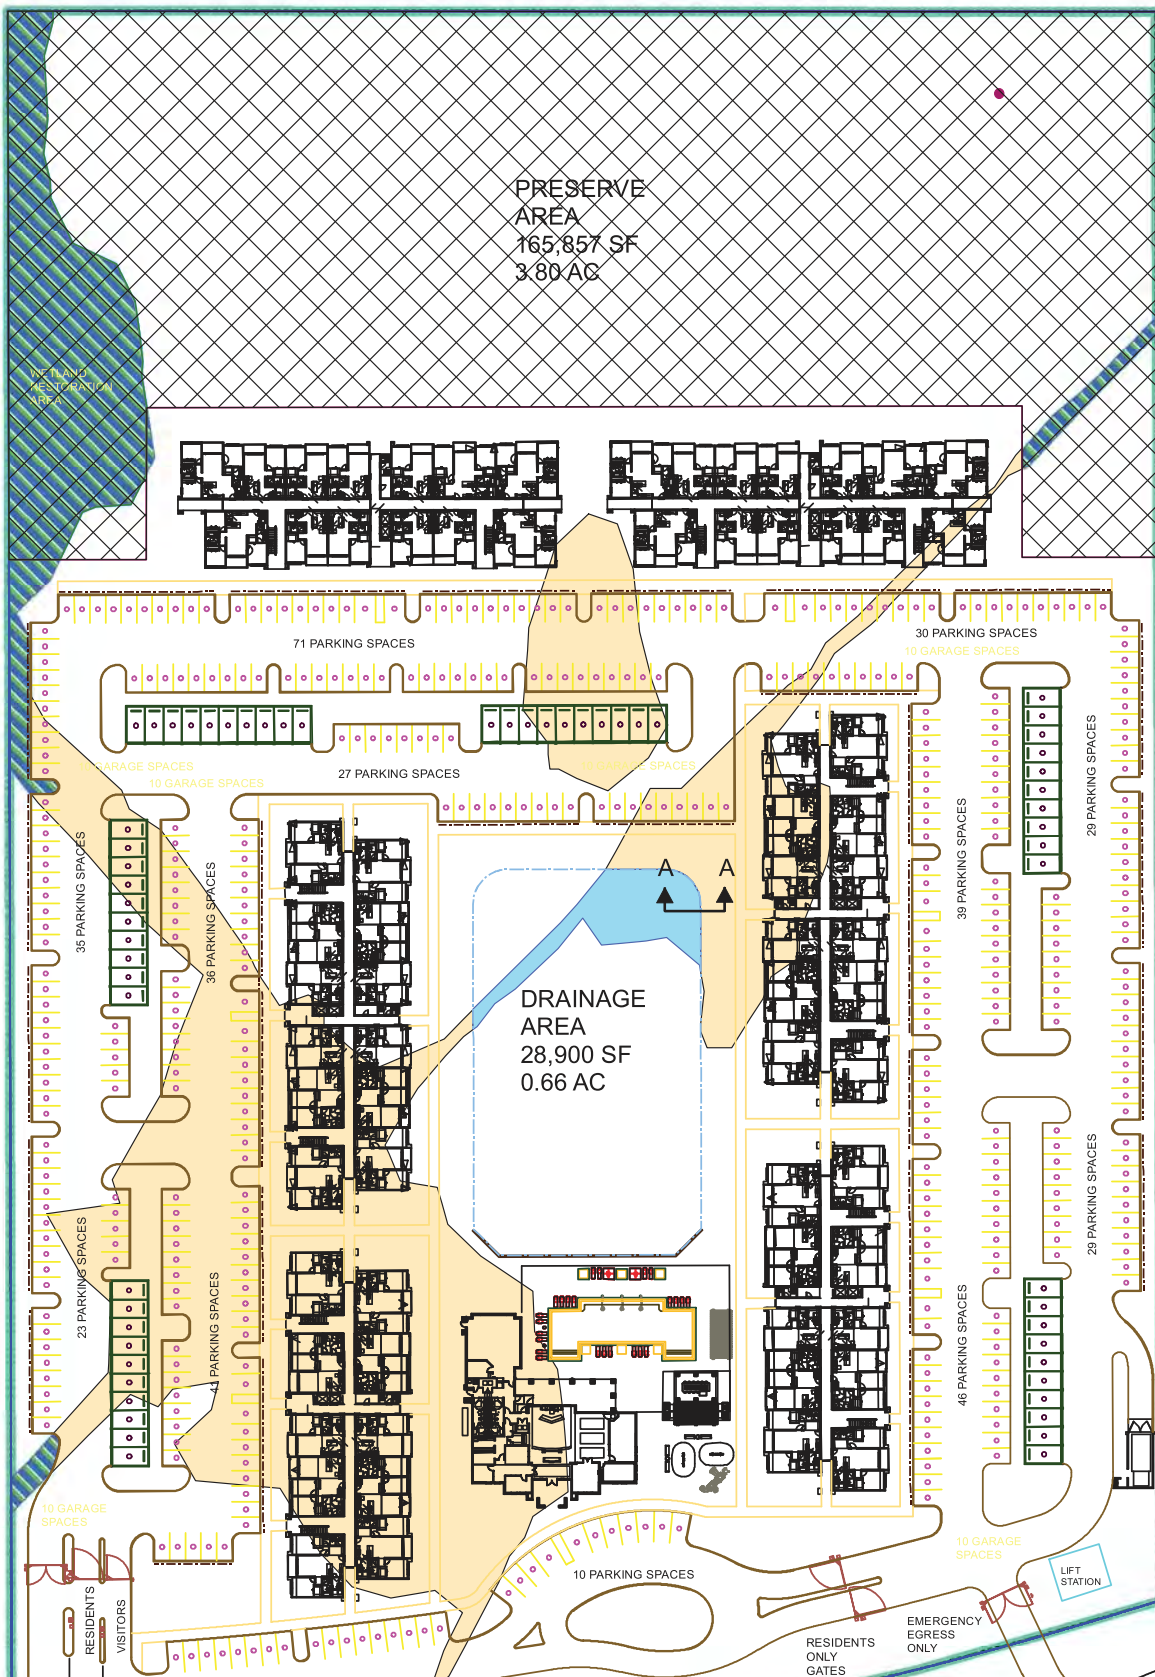 PRESERVE
AREA
165,857 SF
3.80 AC
WETLAND
RESTORATION
AREA
71 PARKING SPACES
30 PARKING SPACES
10 GARAGE SPACES
GARAGE SPACES
10 GARAGE SPACES
27 PARKING SPACES
GARAGE SPACES
29 PARKING SPACES
39 PARKING SPACES
35 PARKING SPACES
36 PARKING SPACES
A
A
DRAINAGE
AREA
28,900 SF
0.66 AC
29 PARKING SPACES
23 PARKING SPACES
41 PARKING SPACES
46 PARKING SPACES
10 GARAGE
SPACES
10 GARAGE
SPACES
10 PARKING SPACES
LIFT
STATION
RESIDENTS
VISITORS
EMERGENCY
EGRESS
ONLY
RESIDENTS
ONLY
GATES